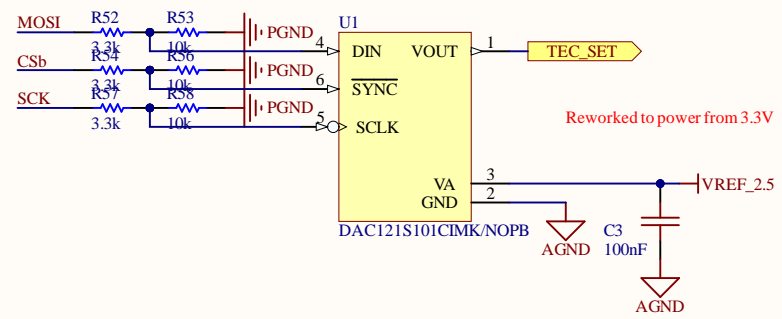 MOSI
R52
R53
3.3k
10k
PGND
CSb
R54
R56
3.3k
10k
PGND
SCK
R57
R58
3.3k
10k
PGND
U1
4
DIN
VOUT
1
TEC_SET
6
SYNC
5
SCLK
Reworked to power from 3.3V
VA
3
VREF_2.5
GND
2
DAC121S101CIMK/NOPB
AGND
C3
100nF
AGND